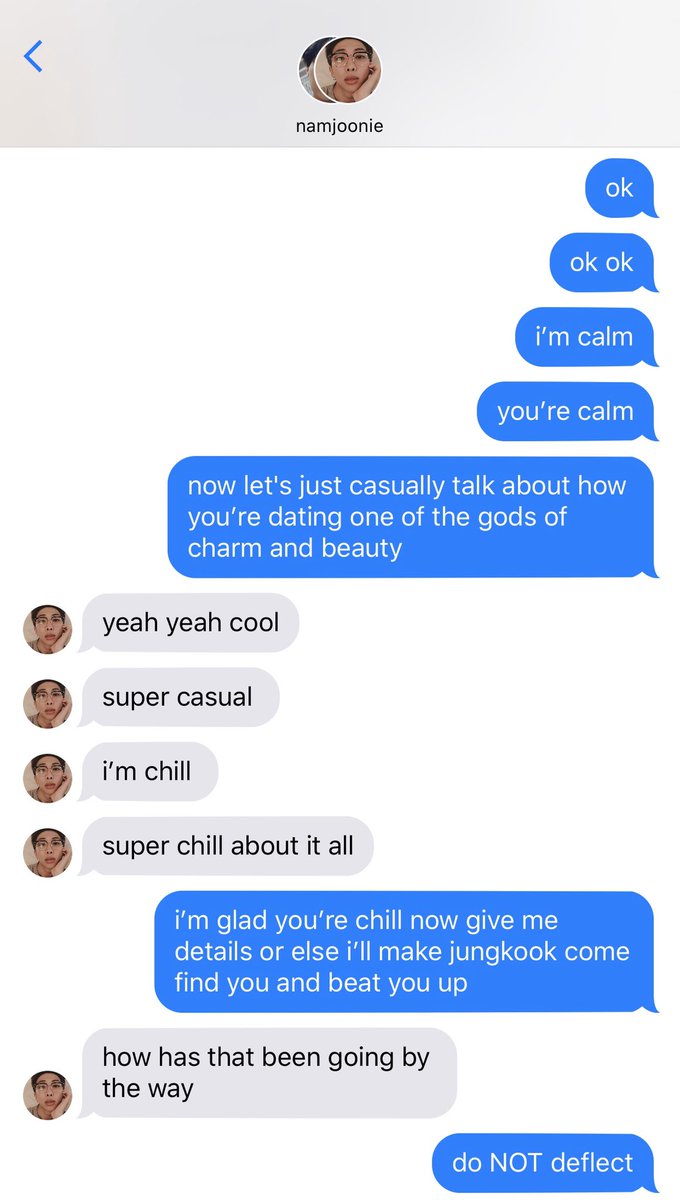 namjoonie
ok
ok ok
i’m calm
you’re calm
now let's just casually talk about how
you’re dating one of the gods of
charm and beauty
yeah yeah cool
super casual
i’m chill
super chill about it all
i’m glad you’re chill now give me
details or else i’ll make jungkook come
find you and beat you up
how has that been going by
the way
do NOT deflect